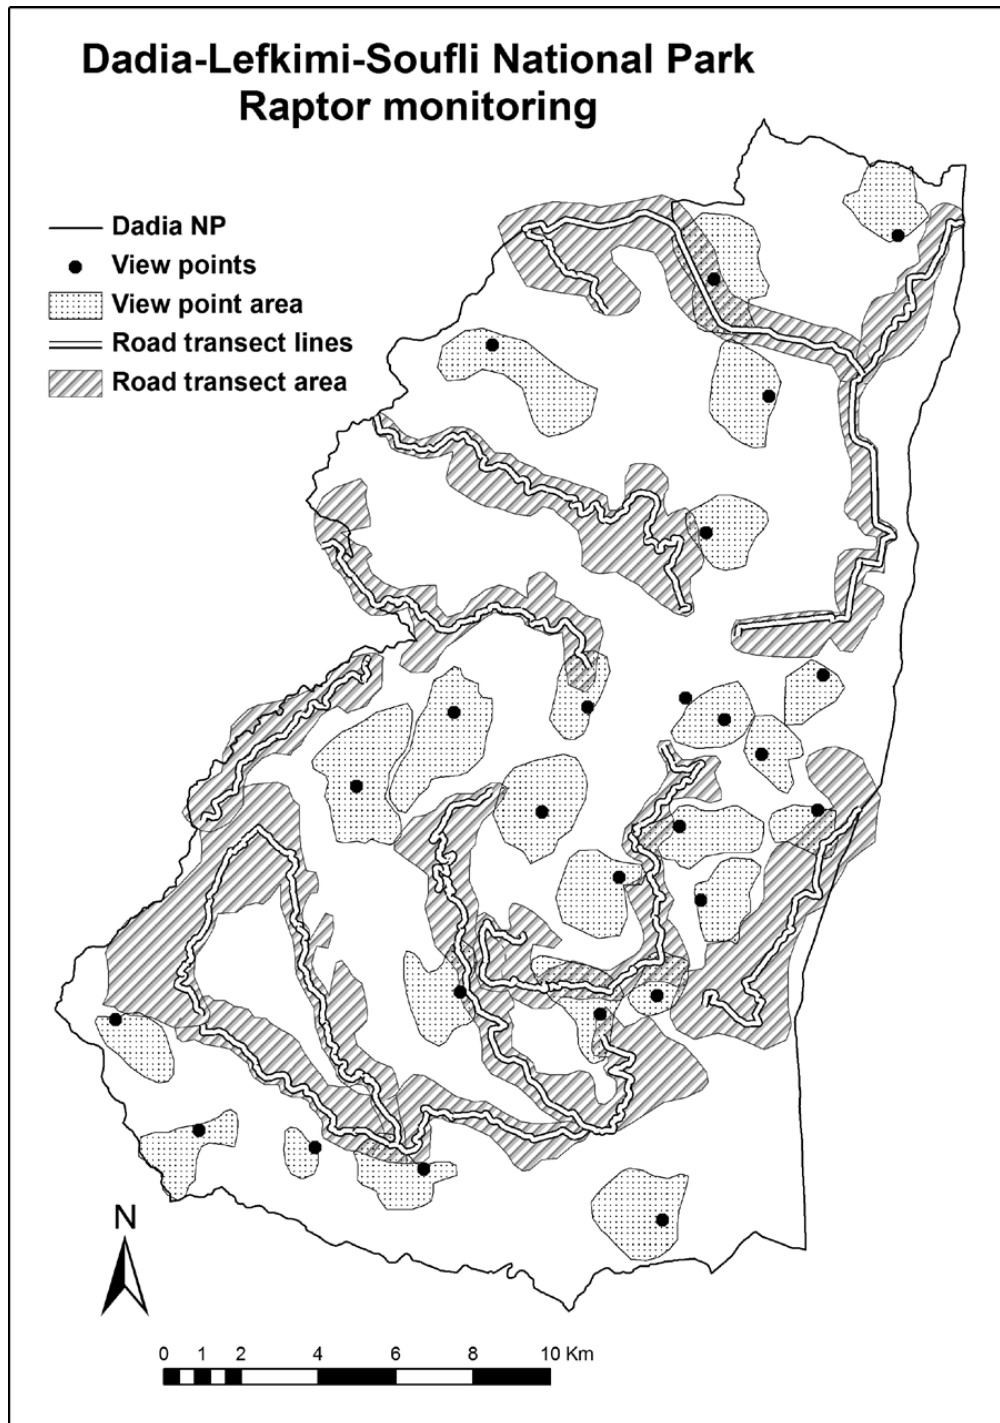 Dadia-Lefkimi-Soufli National Park
Raptor monitoring
Dadia NP
View points
View point area
Road transect lines
Road transect area
N
0 1 2 4 6 8 10 Km